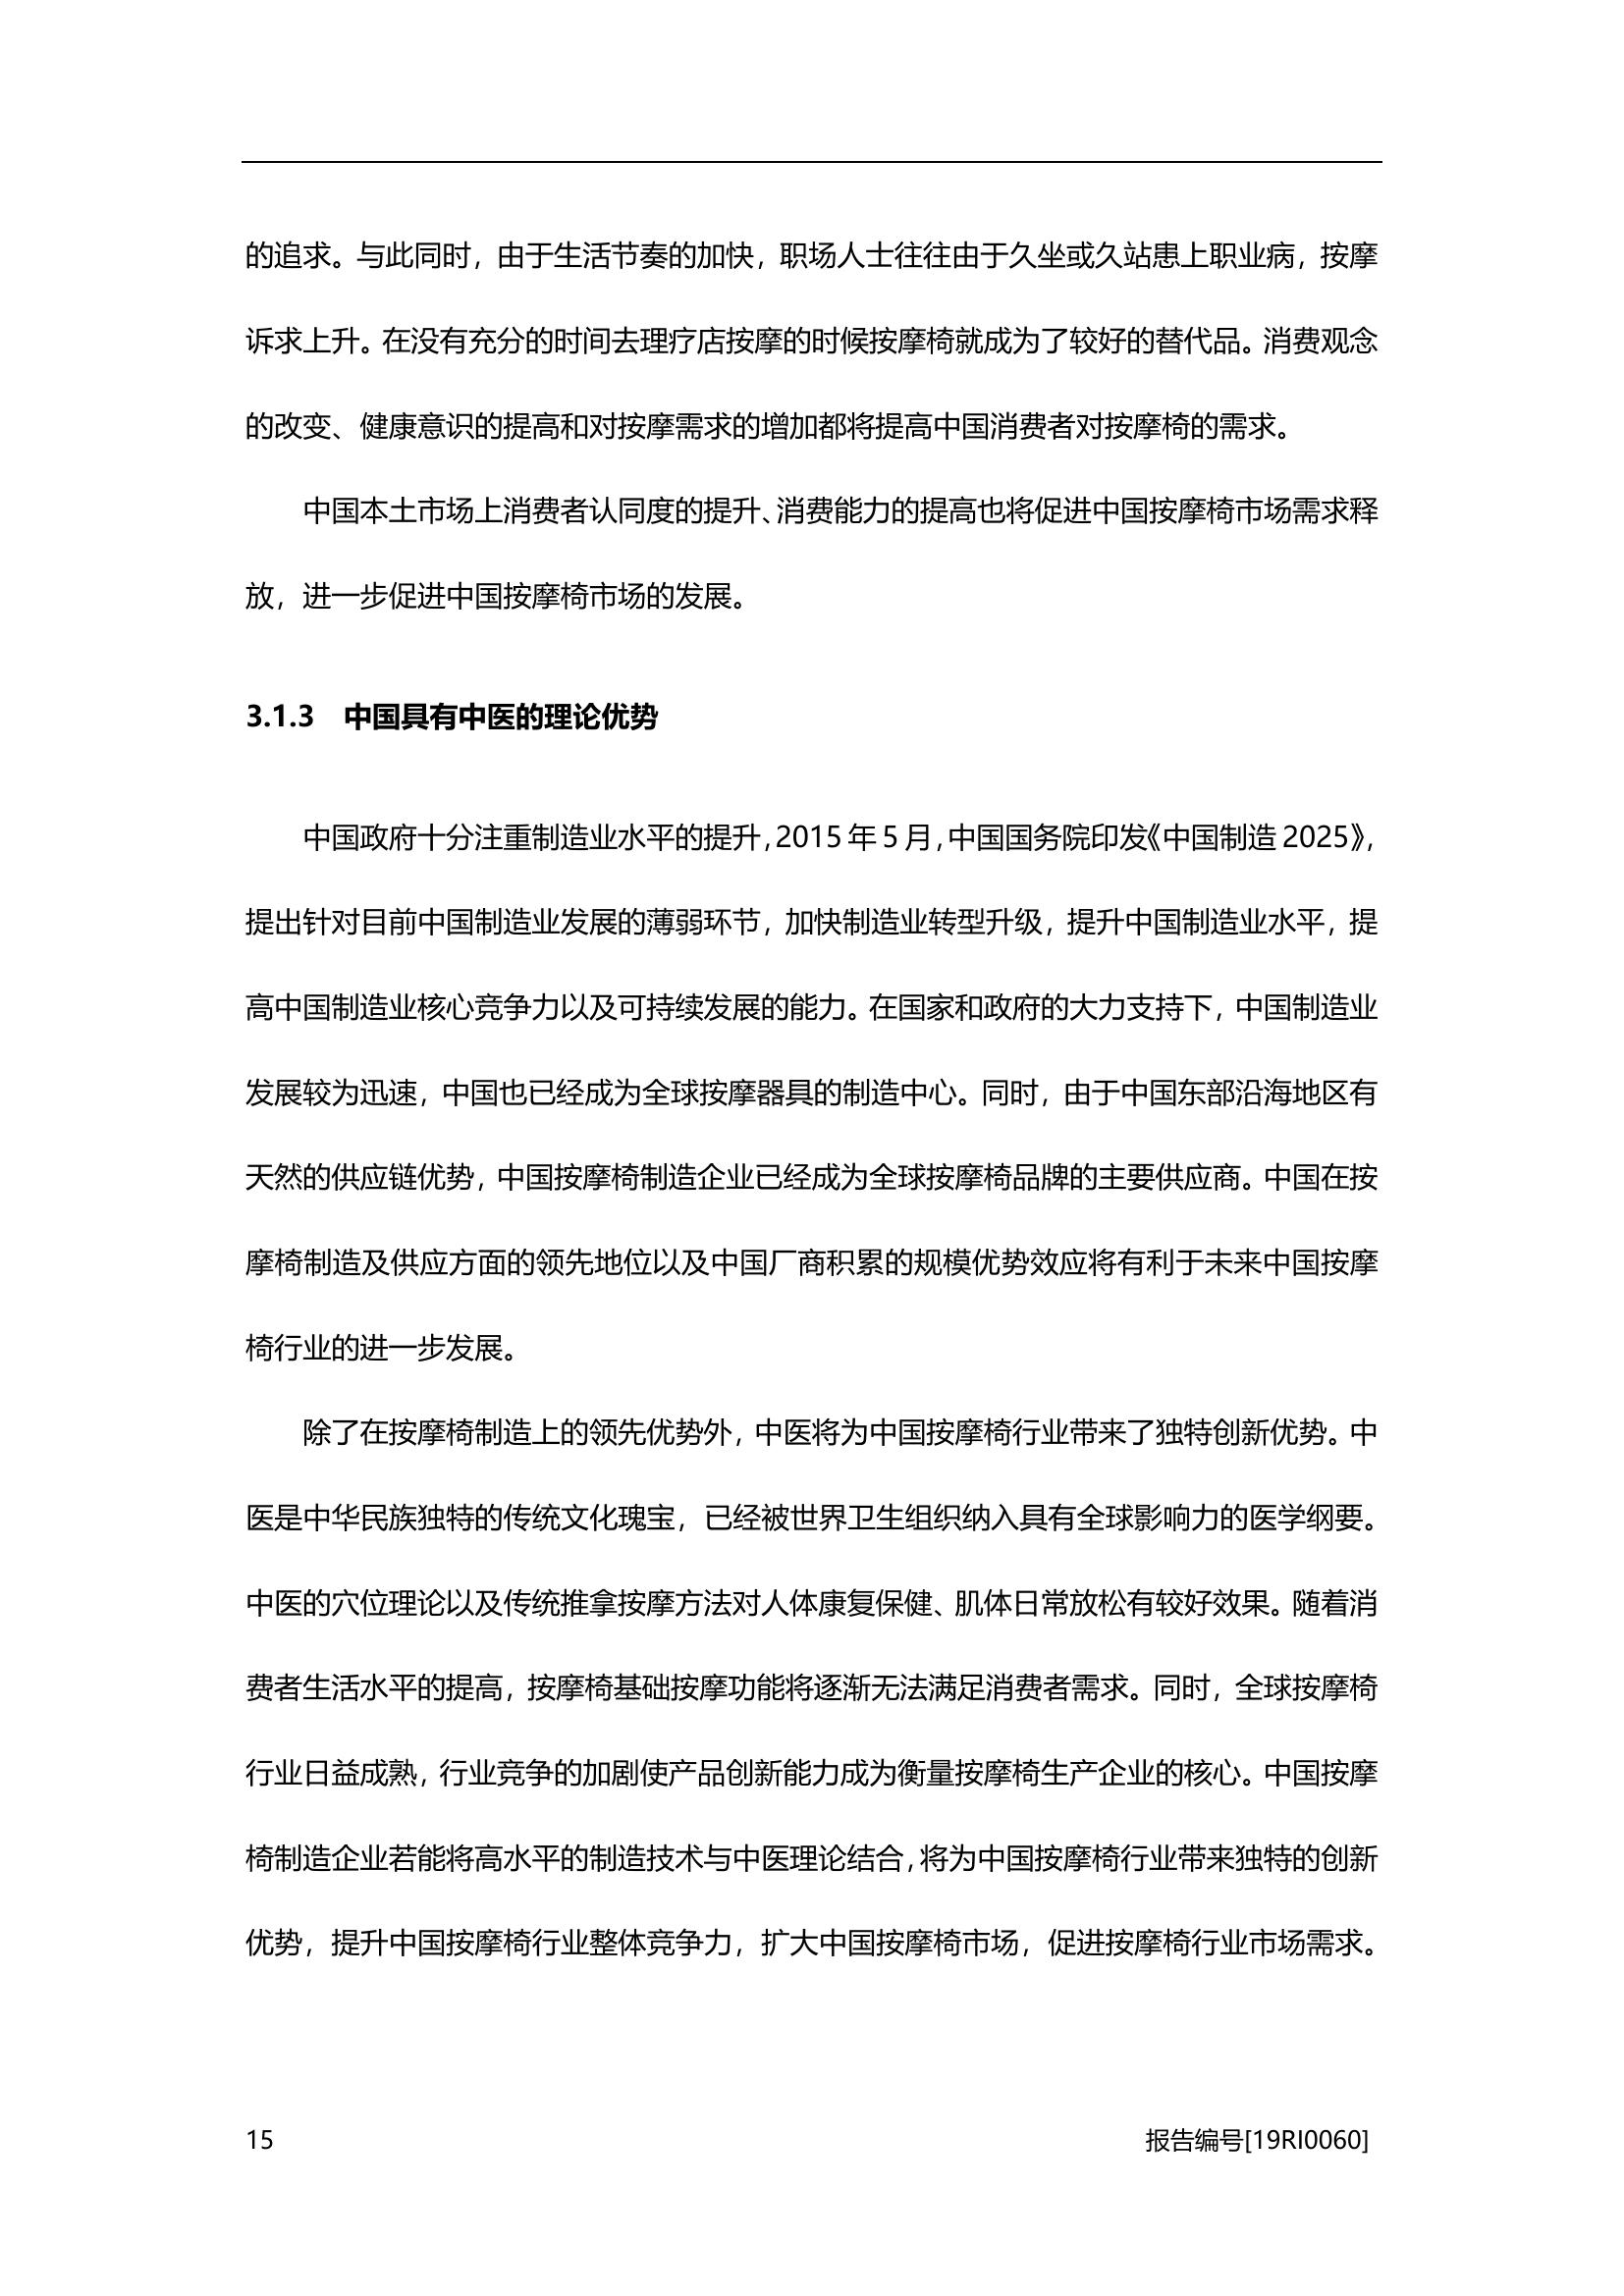 的追求。与此同时，由于生活节奏的加快，职场人士往往由于久坐或久站患上职业病，按摩
诉求上升。在没有充分的时间去理疗店按摩的时候按摩椅就成为了较好的替代品。消费观念
的改变、健康意识的提高和对按摩需求的增加都将提高中国消费者对按摩椅的需求。
中国本土市场上消费者认同度的提升、消费能力的提高也将促进中国按摩椅市场需求释
放，进一步促进中国按摩椅市场的发展。
3.1.3 中国具有中医的理论优势
中国政府十分注重制造业水平的提升，2015 年 5 月，中国国务院印发《中国制造 2025》，
提出针对目前中国制造业发展的薄弱环节，加快制造业转型升级，提升中国制造业水平，提
高中国制造业核心竞争力以及可持续发展的能力。在国家和政府的大力支持下，中国制造业
发展较为迅速，中国也已经成为全球按摩器具的制造中心。同时，由于中国东部沿海地区有
天然的供应链优势，中国按摩椅制造企业已经成为全球按摩椅品牌的主要供应商。中国在按
摩椅制造及供应方面的领先地位以及中国厂商积累的规模优势效应将有利于未来中国按摩
椅行业的进一步发展。
除了在按摩椅制造上的领先优势外，中医将为中国按摩椅行业带来了独特创新优势。中
医是中华民族独特的传统文化瑰宝，已经被世界卫生组织纳入具有全球影响力的医学纲要。
中医的穴位理论以及传统推拿按摩方法对人体康复保健、肌体日常放松有较好效果。随着消
费者生活水平的提高，按摩椅基础按摩功能将逐渐无法满足消费者需求。同时，全球按摩椅
行业日益成熟，行业竞争的加剧使产品创新能力成为衡量按摩椅生产企业的核心。中国按摩
椅制造企业若能将高水平的制造技术与中医理论结合，将为中国按摩椅行业带来独特的创新
优势，提升中国按摩椅行业整体竞争力，扩大中国按摩椅市场，促进按摩椅行业市场需求。
15 报告编号[19RI0060]